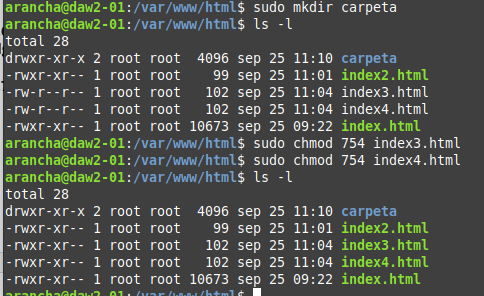 arancha@daw2-01:/var/www/html$ sudo mkdir carpeta
arancha@daw2-01:/var/www/html$ ls -l
total 28
drwxr-xr-x 2 root root  4096 sep 25 11:10 carpeta
-rwxr-xr-- 1 root root    99 sep 25 11:01 index2.html
-rw-r--r-- 1 root root   102 sep 25 11:04 index3.html
-rw-r--r-- 1 root root   102 sep 25 11:04 index4.html
-rwxr-xr-- 1 root root 10673 sep 25 09:22 index.html
arancha@daw2-01:/var/www/html$ sudo chmod 754 index3.html
arancha@daw2-01:/var/www/html$ sudo chmod 754 index4.html
arancha@daw2-01:/var/www/html$ ls -l
total 28
drwxr-xr-x 2 root root  4096 sep 25 11:10 carpeta
-rwxr-xr-- 1 root root    99 sep 25 11:01 index2.html
-rwxr-xr-- 1 root root   102 sep 25 11:04 index3.html
-rwxr-xr-- 1 root root   102 sep 25 11:04 index4.html
-rwxr-xr-- 1 root root 10673 sep 25 09:22 index.html
arancha@daw2-01:/var/www/html$